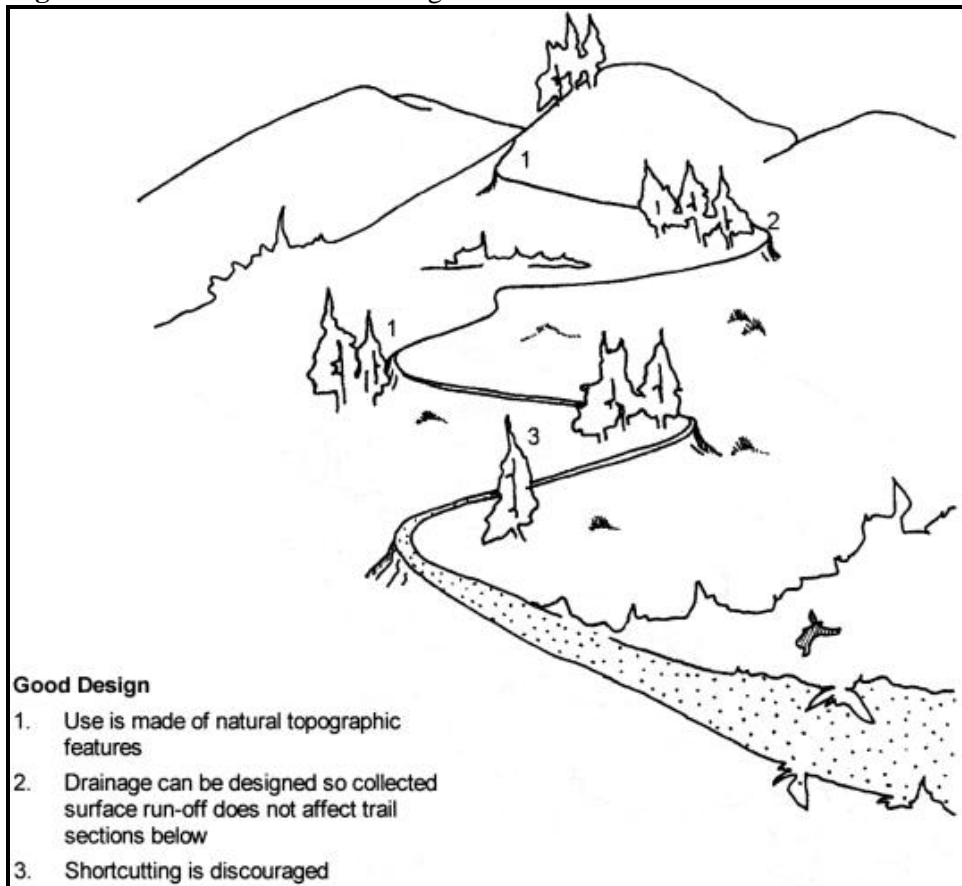 1
2
1
3
Good Design
1. Use is made of natural topographic
features
2. Drainage can be designed so collected
surface run-off does not affect trail
sections below
3. Shortcutting is discouraged